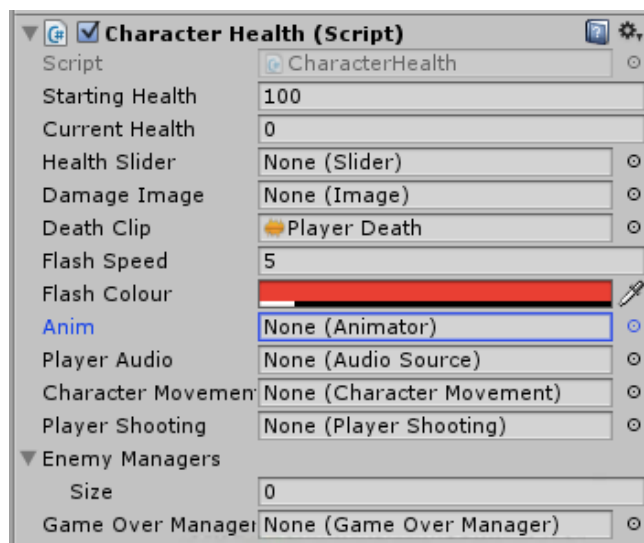 Character Health (Script)
Script CharacterHealth
Starting Health 100
Current Health 0
Health Slider None (Slider)
Damage Image None (Image)
Death Clip Player Death
Flash Speed 5
Flash Colour
Anim None (Animator)
Player Audio None (Audio Source)
Character Movemen None (Character Movement)
Player Shooting None (Player Shooting)
Enemy Managers
Size 0
Game Over Manager None (Game Over Manager)